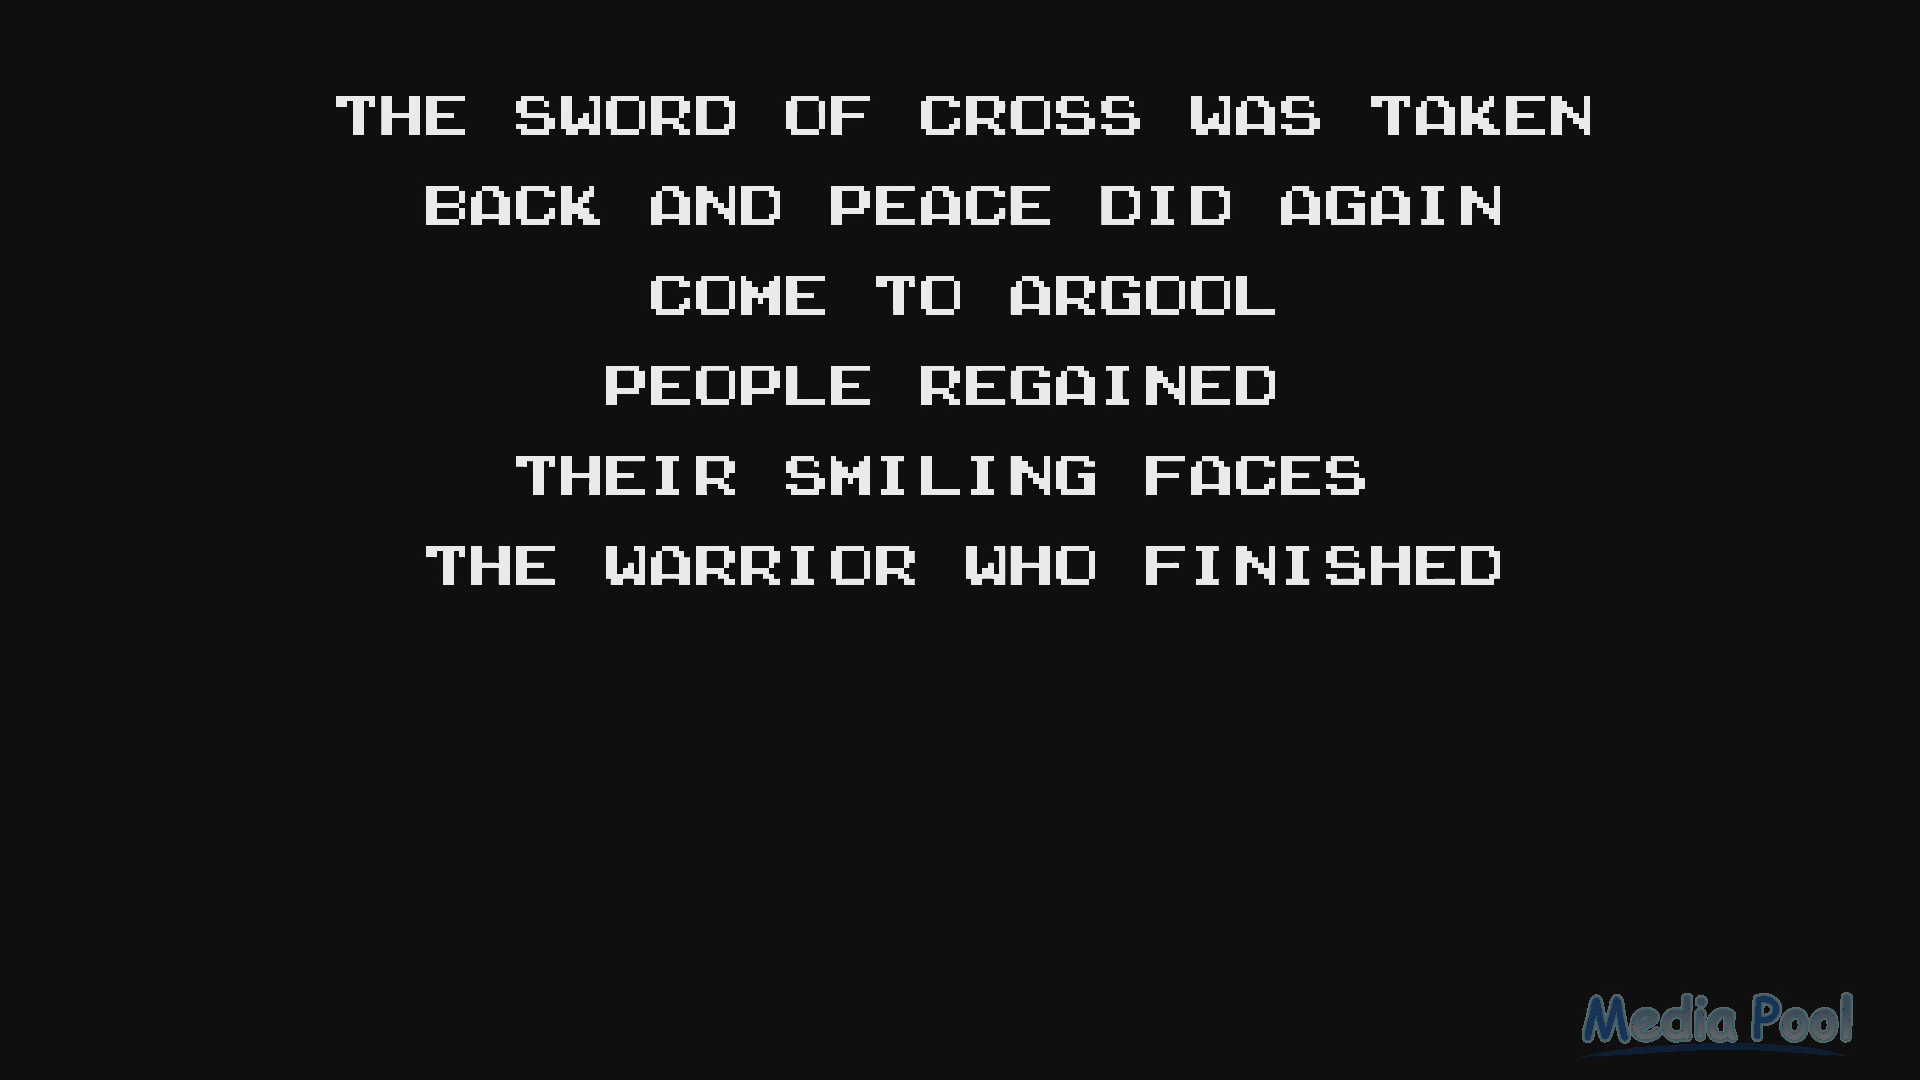 THE SWORD OF CROSS WAS TAKEN
BACK AND PEACE DID AGAIN
COME TO ARGOOL
PEOPLE REGAINED
THEIR SMILING FACES
THE WARRIOR WHO FINISHED
Media Pool